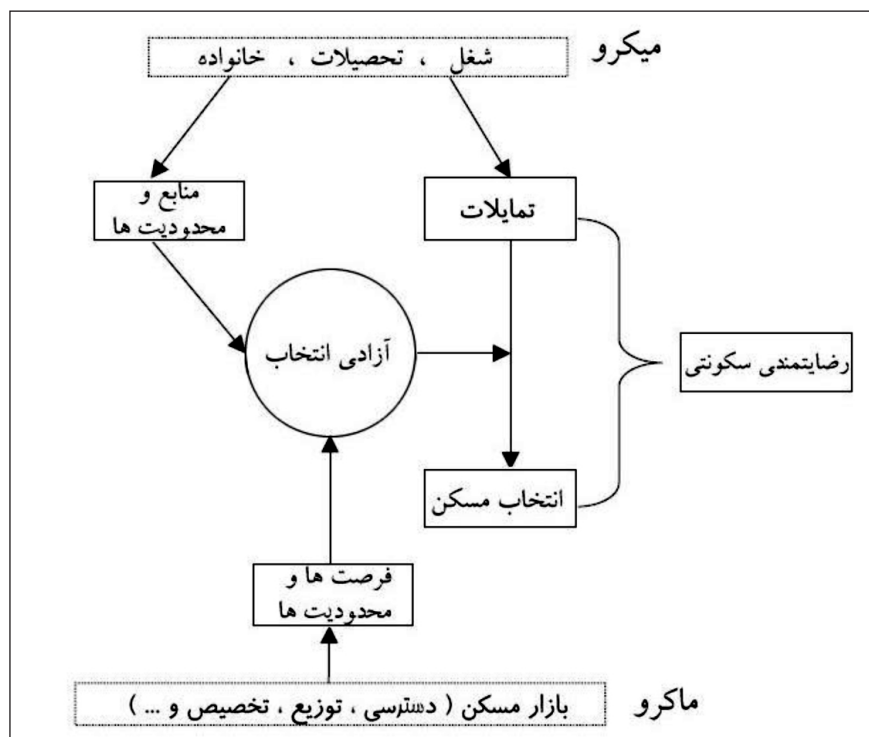 میکرو
شغل ، تحصیلات ، خانواده
منابع و
محدودیت ها
تمایلات
آزادی انتخاب
رضایتمندی سکونتی
انتخاب مسکن
فرصت ها و
محدودیت ها
ماکرو
بازار مسکن ( دسترسی ، توزیع ، تخصیص و ... )